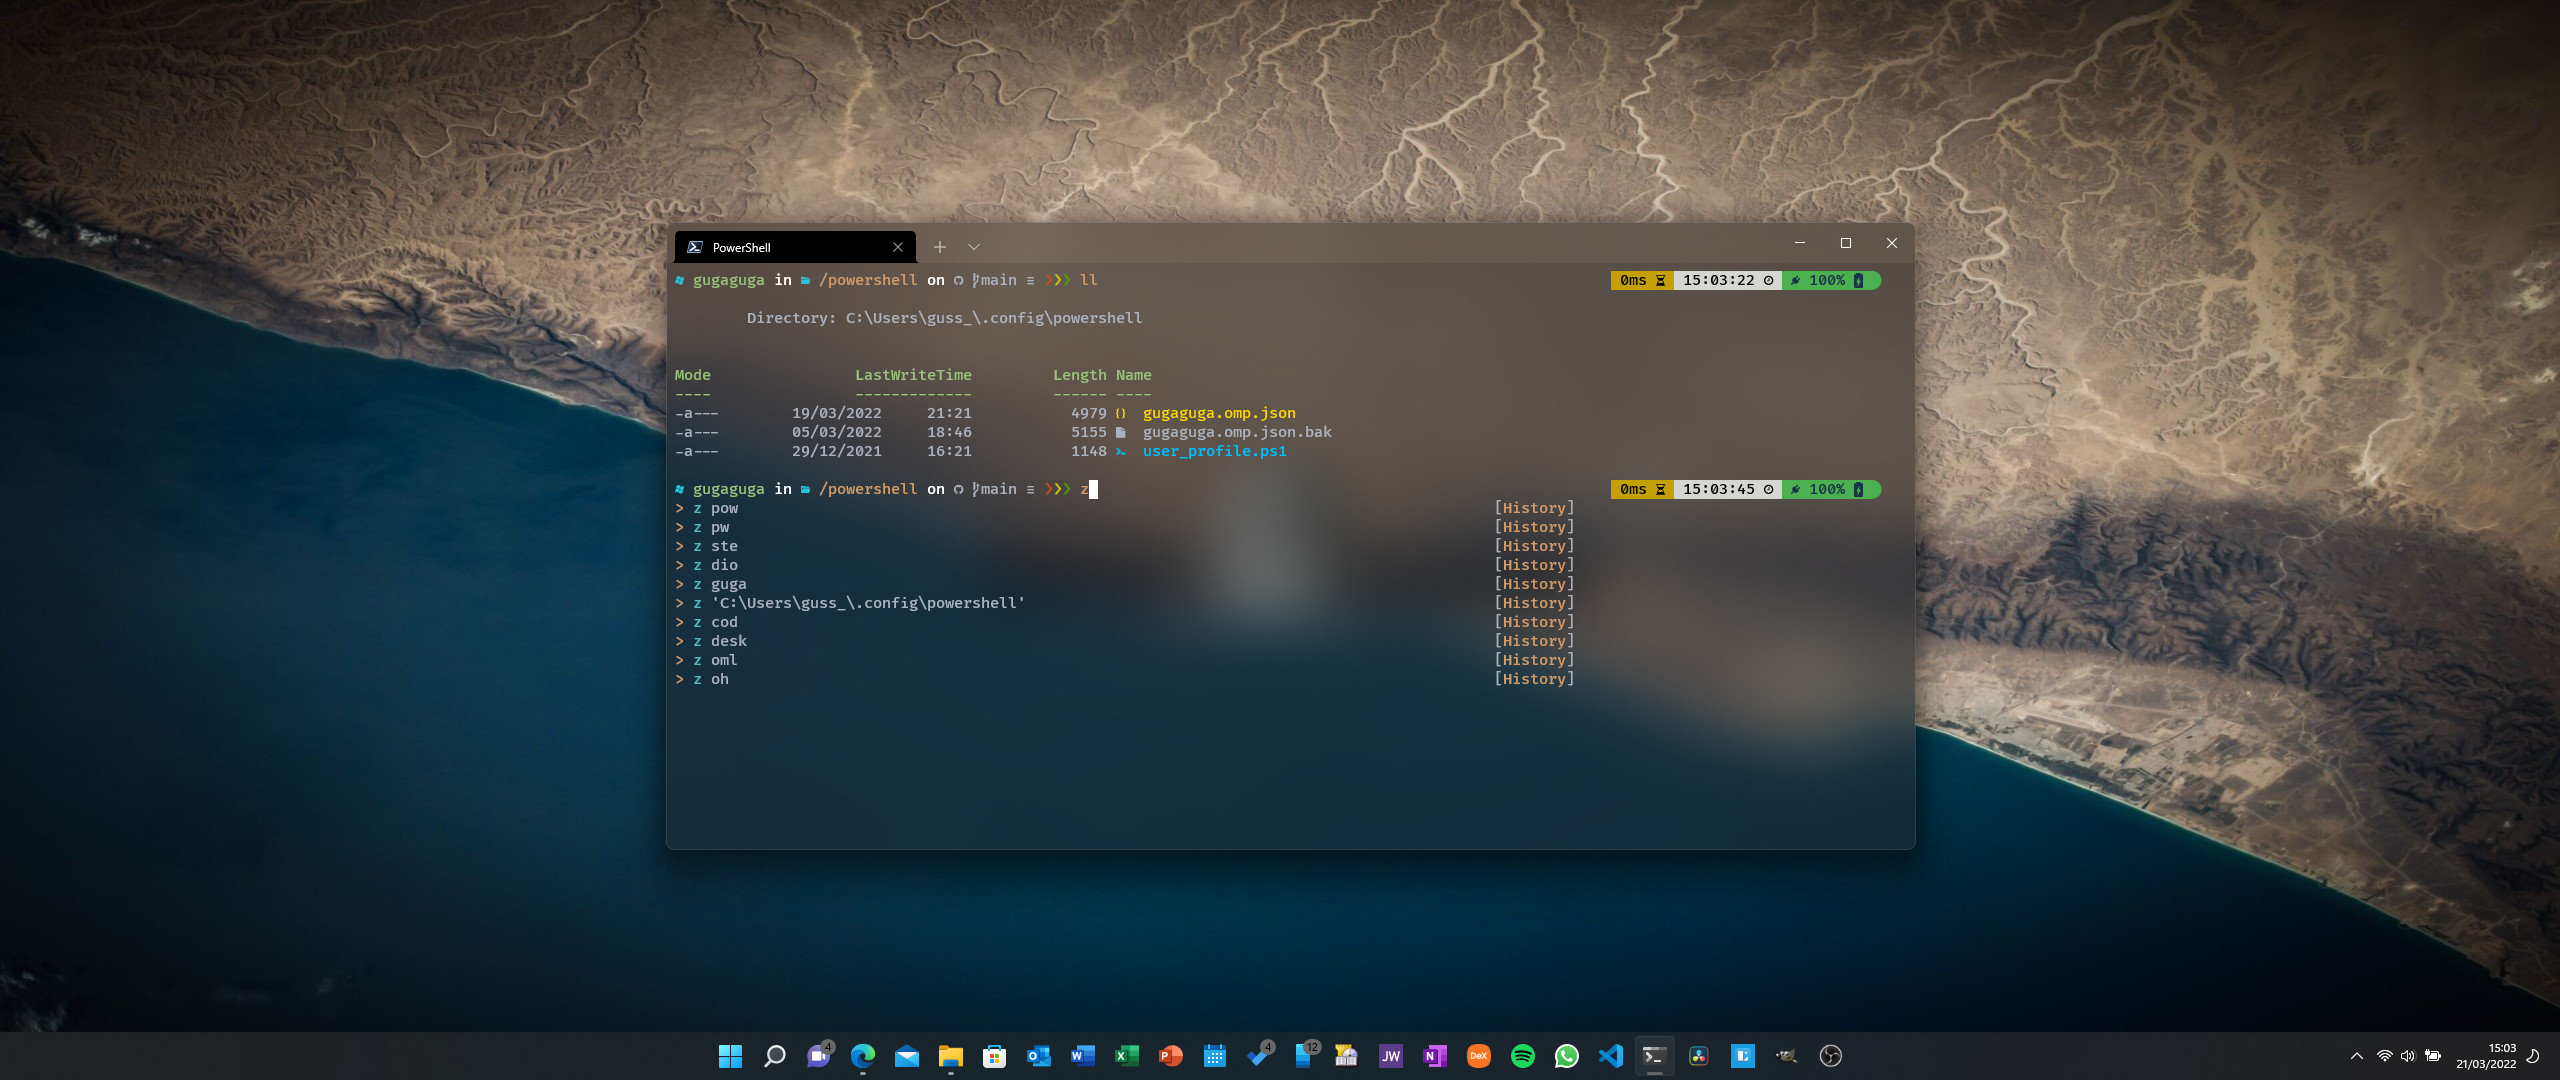 PowerShell
gugaguga in /powershell on main ≡ ❯❯❯ ll 0ms 15:03:22 100%
Directory: C:\Users\guss_\.config\powershell
Mode LastWriteTime Length Name
---- ------------- ------ ----
-a--- 19/03/2022 21:21 4979 {} gugaguga.omp.json
-a--- 05/03/2022 18:46 5155 gugaguga.omp.json.bak
-a--- 29/12/2021 16:21 1148 user_profile.ps1
gugaguga in /powershell on main ≡ ❯❯❯ z 0ms 15:03:45 100%
> z pow [History]
> z pw [History]
> z ste [History]
> z dio [History]
> z guga [History]
> z 'C:\Users\guss_\.config\powershell' [History]
> z cod [History]
> z desk [History]
> z oml [History]
> z oh [History]
4 O W X P 4 12 JW N DeX 15:03
21/03/2022